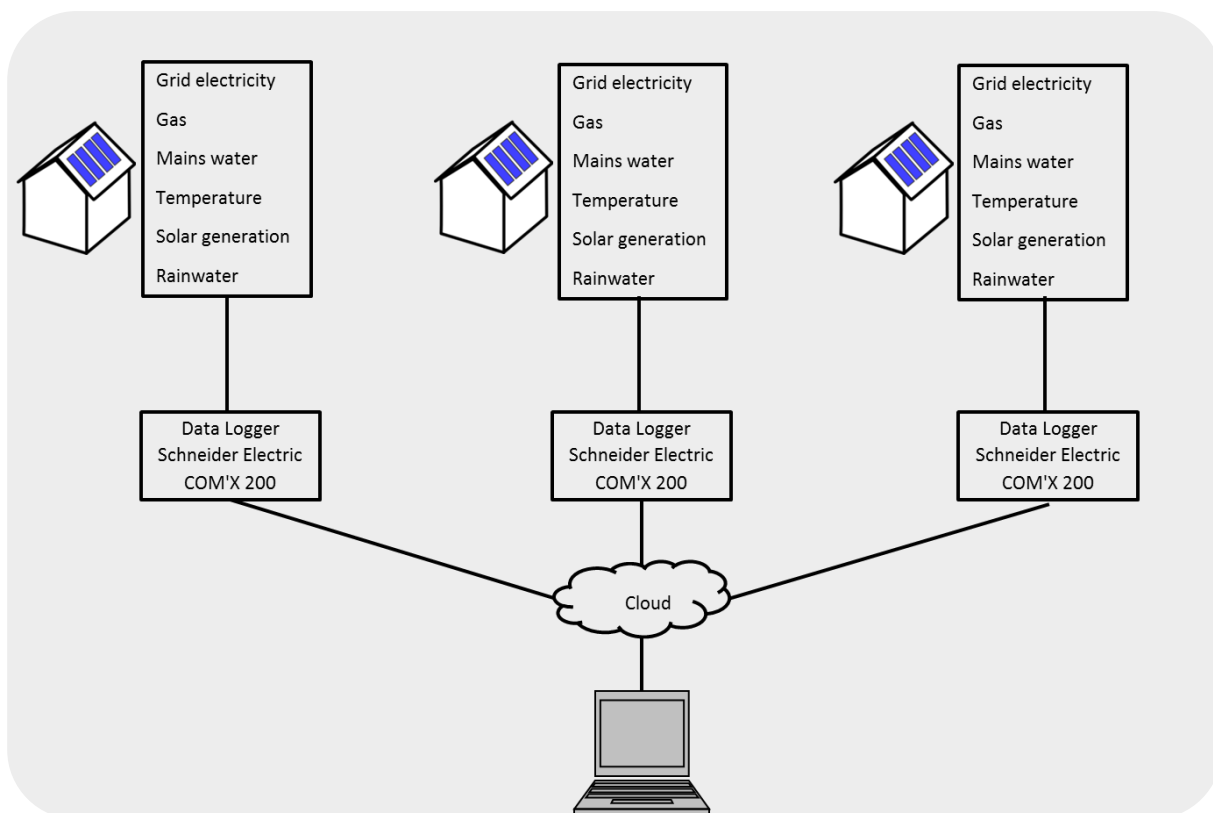 Grid electricity
Gas
Mains water
Temperature
Solar generation
Rainwater
Grid electricity
Gas
Mains water
Temperature
Solar generation
Rainwater
Grid electricity
Gas
Mains water
Temperature
Solar generation
Rainwater
Data Logger
Schneider Electric
COM'X 200
Data Logger
Schneider Electric
COM'X 200
Data Logger
Schneider Electric
COM'X 200
Cloud